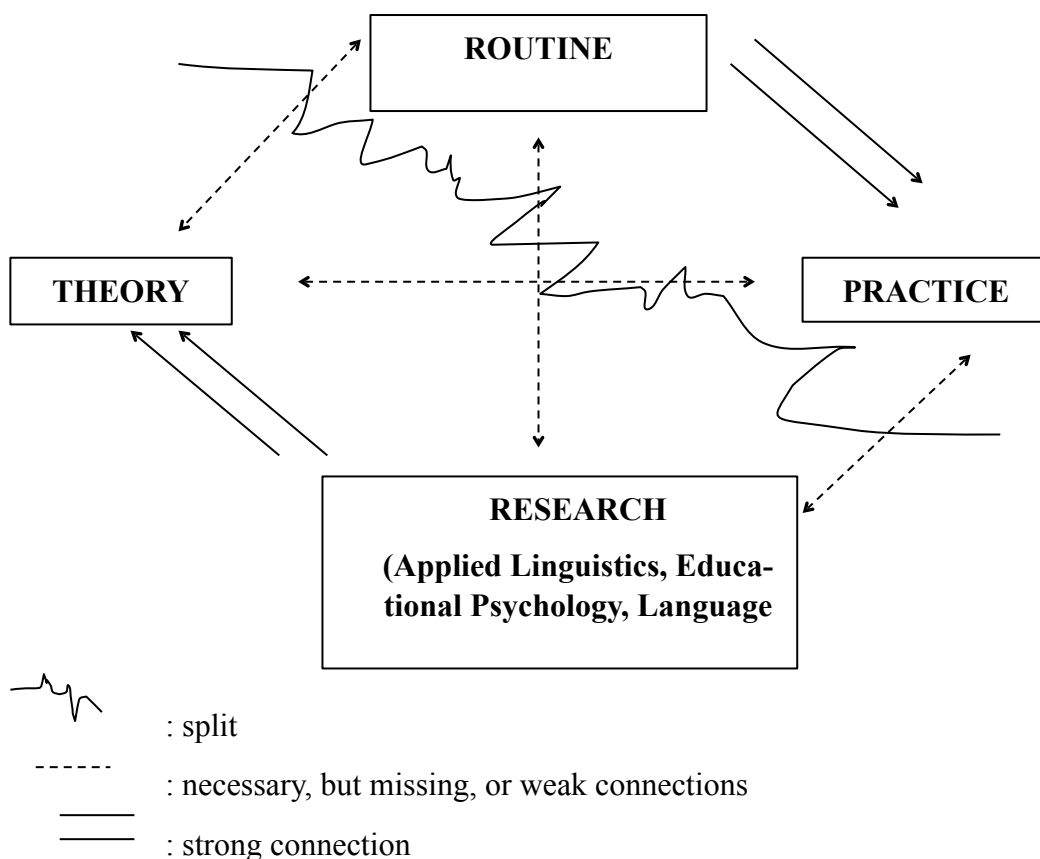 ROUTINE
THEORY
PRACTICE
RESEARCH
(Applied Linguistics, Educa-
tional Psychology, Language
: split
: necessary, but missing, or weak connections
: strong connection